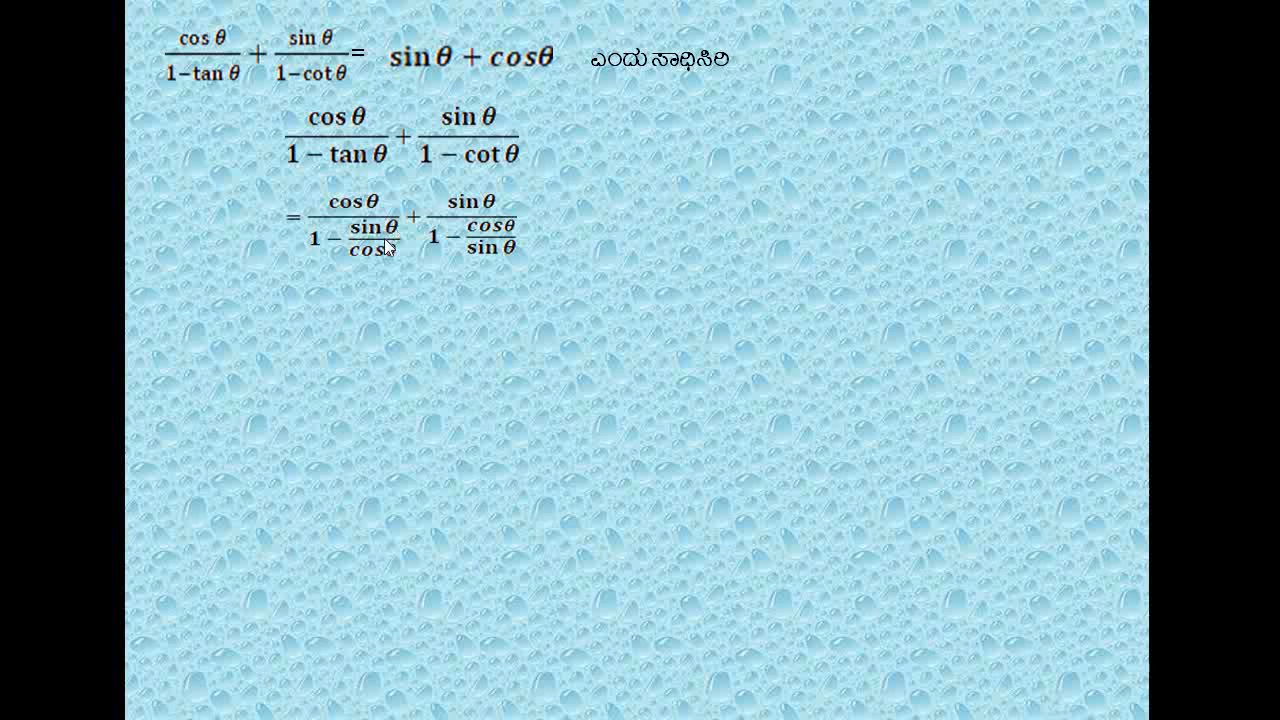 cos θ / (1 − tan θ) + sin θ / (1 − cot θ) = sin θ + cosθ ಎಂದು ಸಾಧಿಸಿರಿ
cos θ / (1 − tan θ) + sin θ / (1 − cot θ)
= cos θ / (1 − sin θ / cos) + sin θ / (1 − cosθ / sin θ)